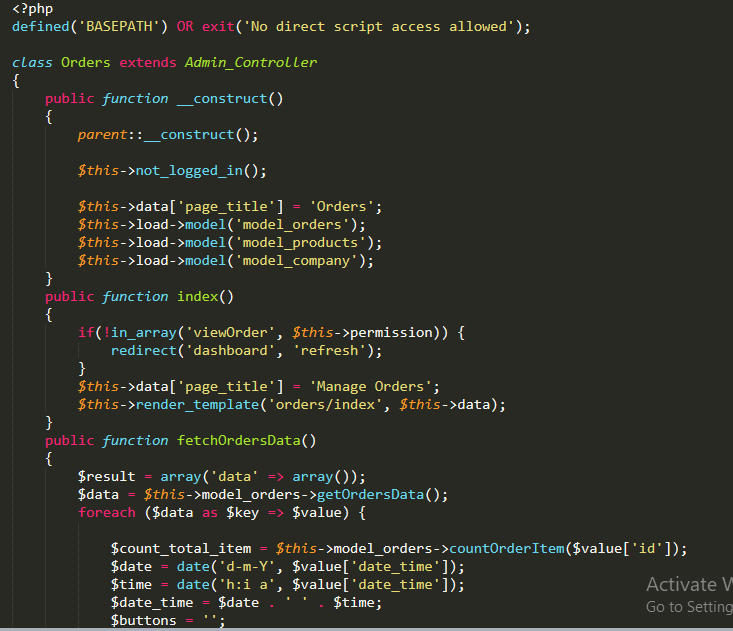 <?php
defined('BASEPATH') OR exit('No direct script access allowed');
class Orders extends Admin_Controller
{
public function __construct()
{
parent::__construct();
$this->not_logged_in();
$this->data['page_title'] = 'Orders';
$this->load->model('model_orders');
$this->load->model('model_products');
$this->load->model('model_company');
}
public function index()
{
if(!in_array('viewOrder', $this->permission)) {
redirect('dashboard', 'refresh');
}
$this->data['page_title'] = 'Manage Orders';
$this->render_template('orders/index', $this->data);
}
public function fetchOrdersData()
{
$result = array('data' => array());
$data = $this->model_orders->getOrdersData();
foreach ($data as $key => $value) {
$count_total_item = $this->model_orders->countOrderItem($value['id']);
$date = date('d-m-Y', $value['date_time']);
$time = date('h:i a', $value['date_time']);
$date_time = $date . ' ' . $time;
$buttons = '';
Activate
Go to Setting